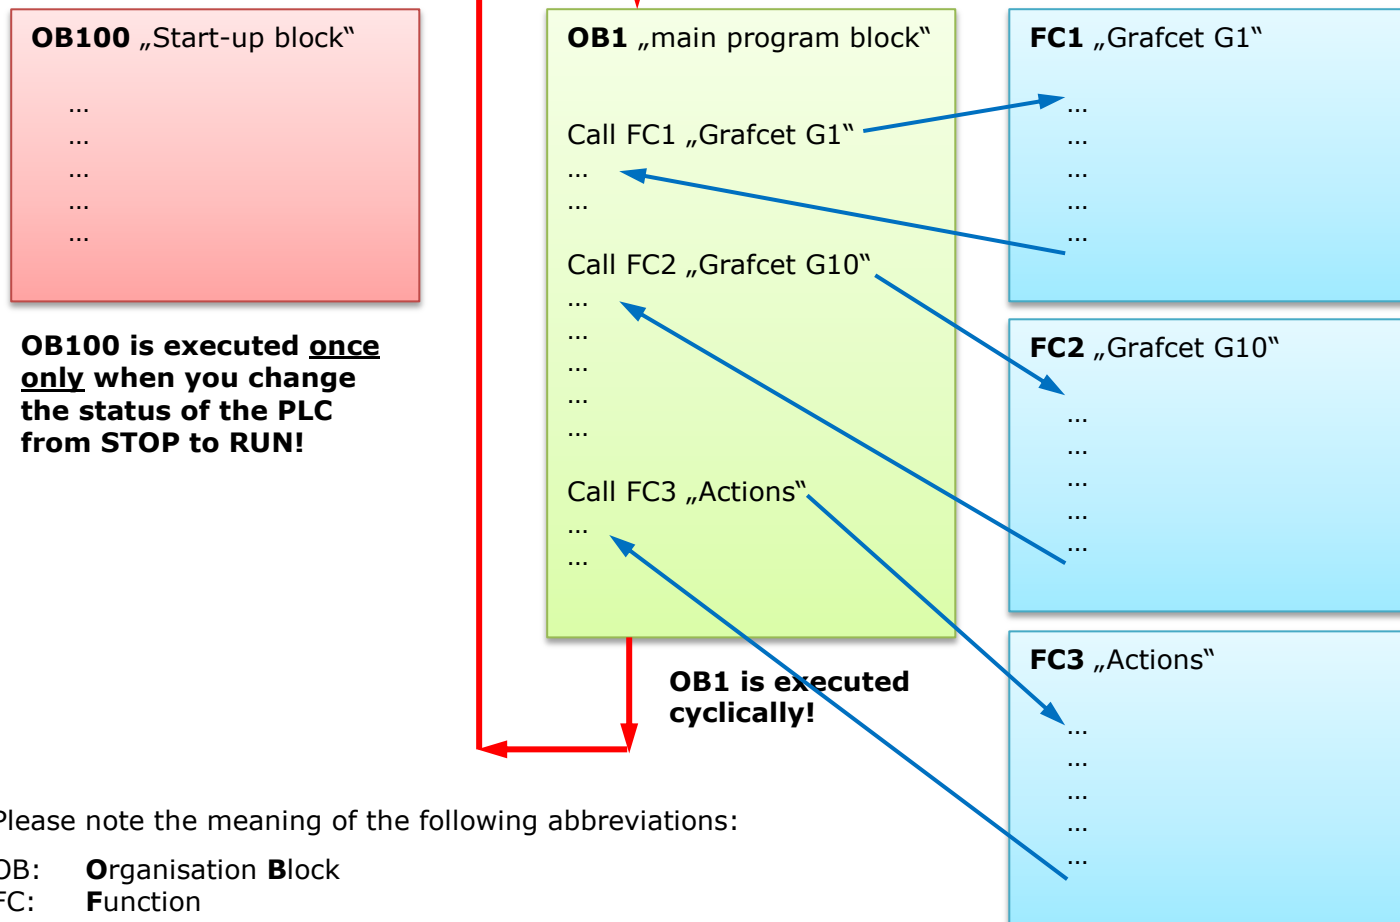 OB100 „Start-up block“
...
...
...
...
...
OB100 is executed once
only when you change
the status of the PLC
from STOP to RUN!
OB1 „main program block“
Call FC1 „Grafcet G1“
...
...
Call FC2 „Grafcet G10“
...
...
...
...
...
Call FC3 „Actions“
...
...
OB1 is executed
cyclically!
FC1 „Grafcet G1“
...
...
...
...
...
FC2 „Grafcet G10“
...
...
...
...
...
FC3 „Actions“
...
...
...
...
...
Please note the meaning of the following abbreviations:
OB: Organisation Block
FC: Function